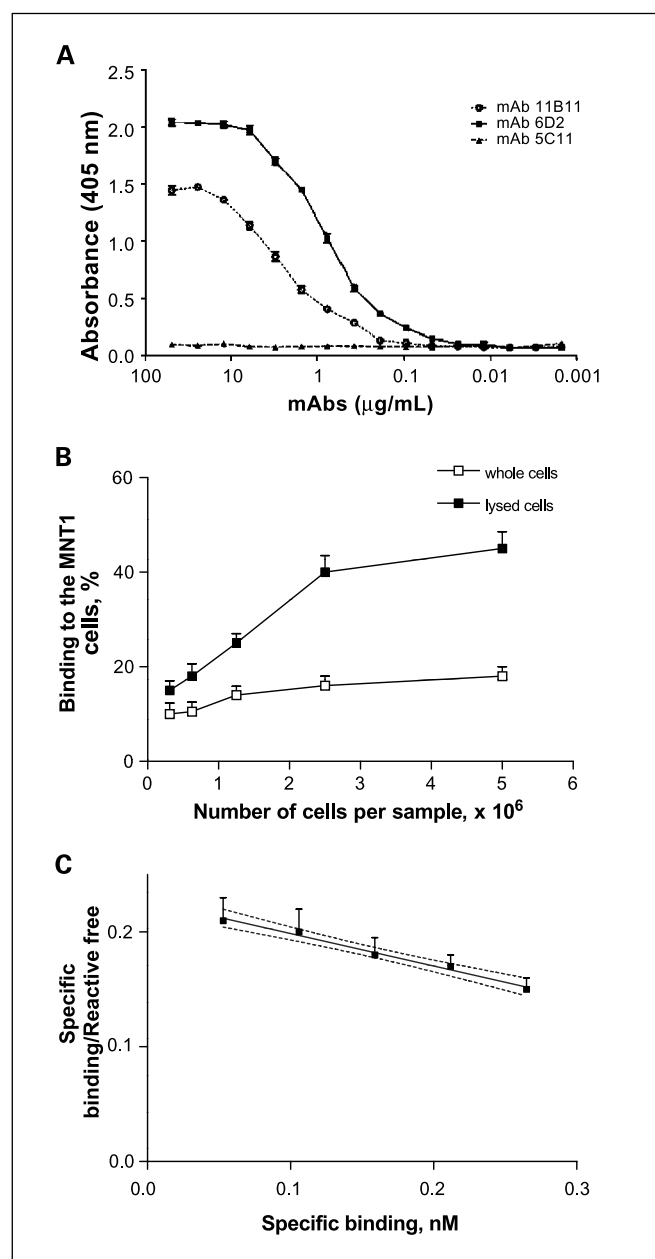 A
2.5
2.0
1.5
1.0
0.5
0.0
Absorbance (405 nm)
mAb 11B11
mAb 6D2
mAb 5C11
100 10 1 0.1 0.01 0.001
mAbs (μg/mL)
B
60
40
20
0
Binding to the MNT1
cells, %
whole cells
lysed cells
0 1 2 3 4 5 6
Number of cells per sample, x 10⁶
C
0.2
0.1
0.0
Specific
binding/Reactive free
0.0 0.1 0.2 0.3
Specific binding, nM